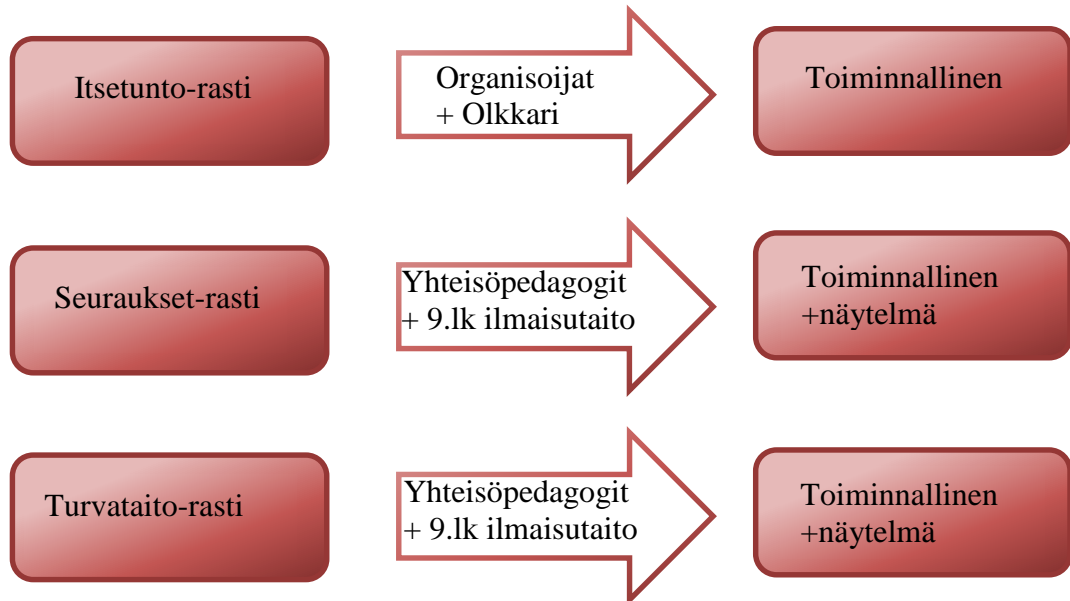 Itsetunto-rasti
Organisoijat
+ Olkkari
Toiminnallinen
Seuraukset-rasti
Yhteisöpedagogit
+ 9.lk ilmaisutaito
Toiminnallinen
+näytelmä
Turvataito-rasti
Yhteisöpedagogit
+ 9.lk ilmaisutaito
Toiminnallinen
+näytelmä